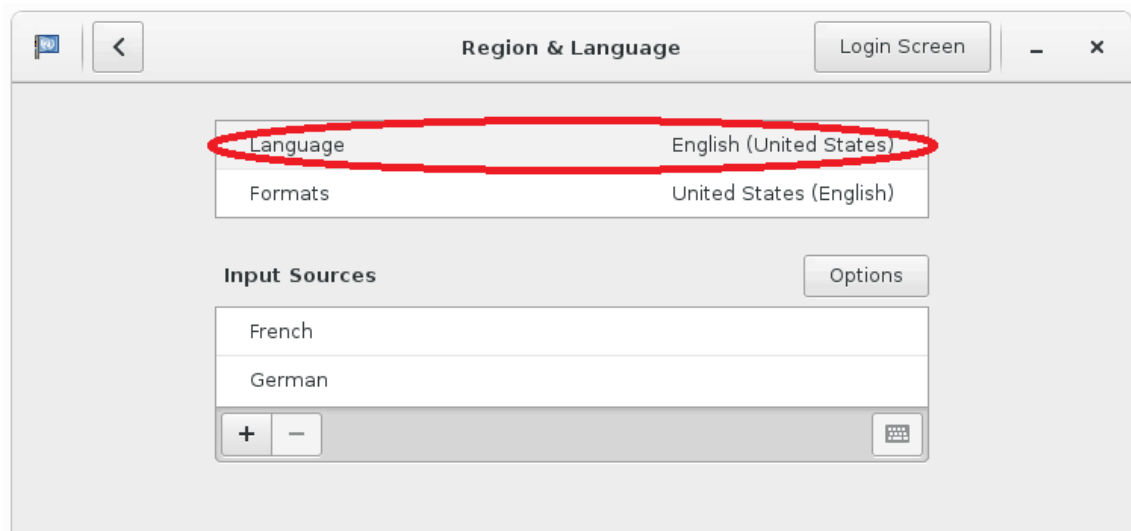 Region & Language
Login Screen
Language English (United States)
Formats United States (English)
Input Sources
Options
French
German